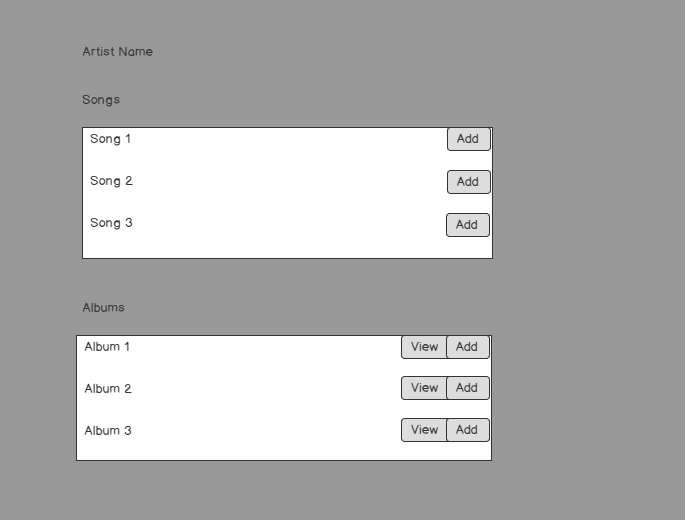 Artist Name
Songs
Song 1 Add
Song 2 Add
Song 3 Add
Albums
Album 1 View Add
Album 2 View Add
Album 3 View Add